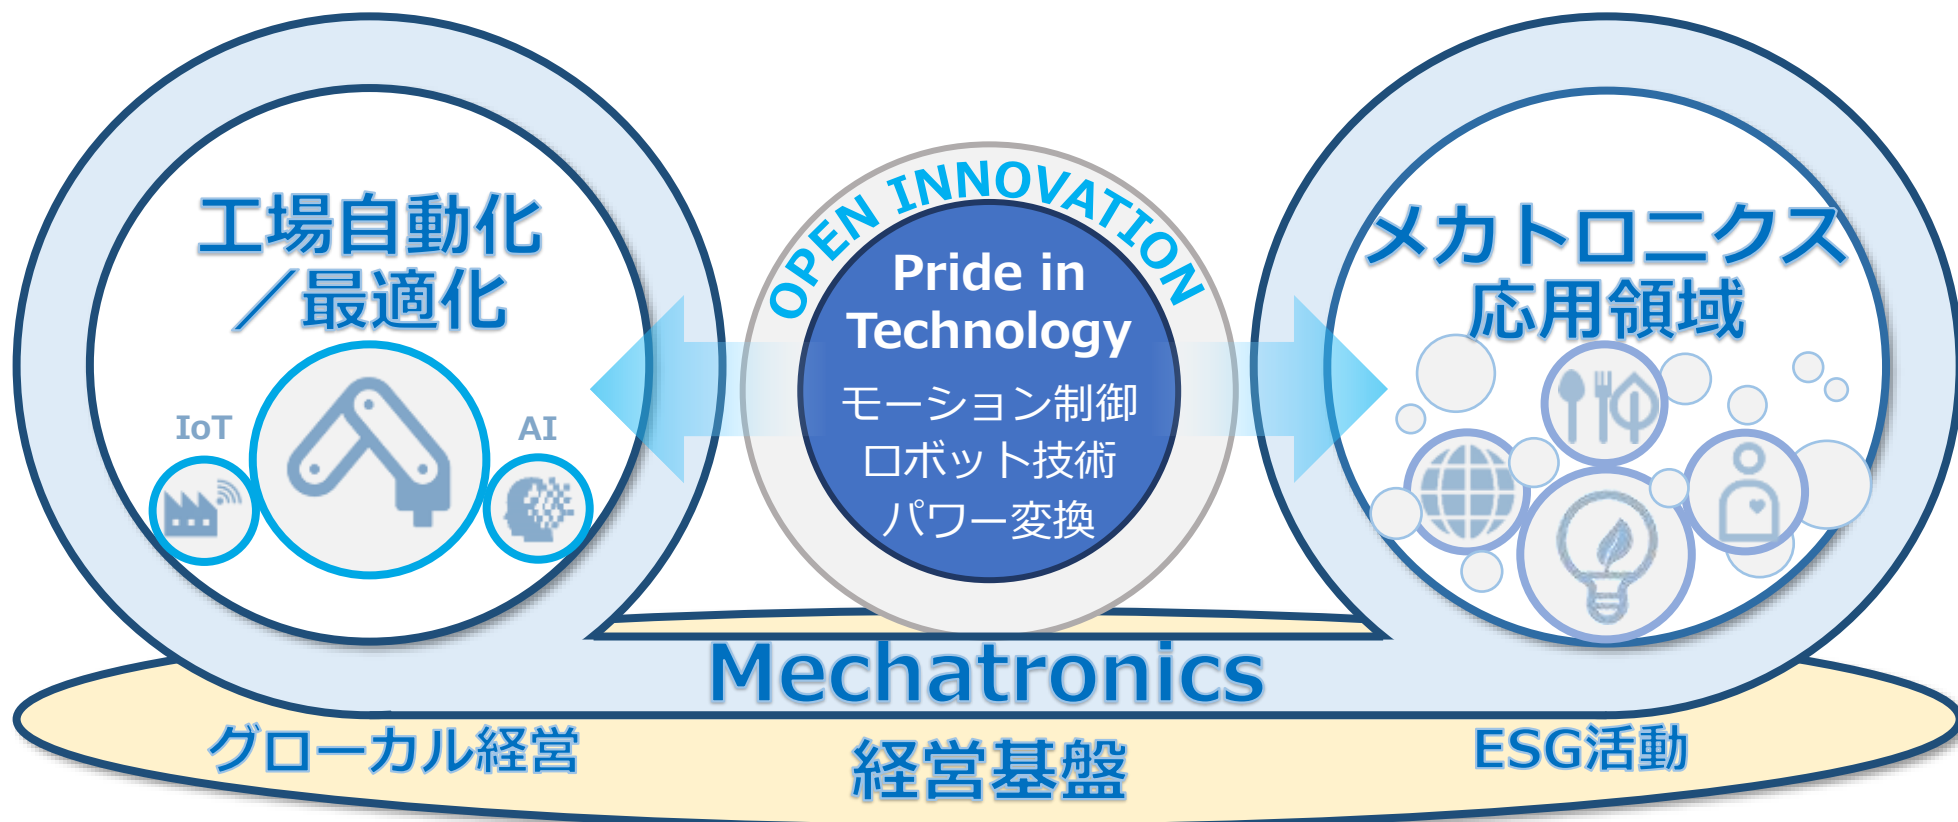 工場自動化
／最適化
IoT
AI
OPEN INNOVATION
Pride in
Technology
モーション制御
ロボット技術
パワー変換
メカトロニクス
応用領域
Mechatronics
グローカル経営
経営基盤
ESG活動